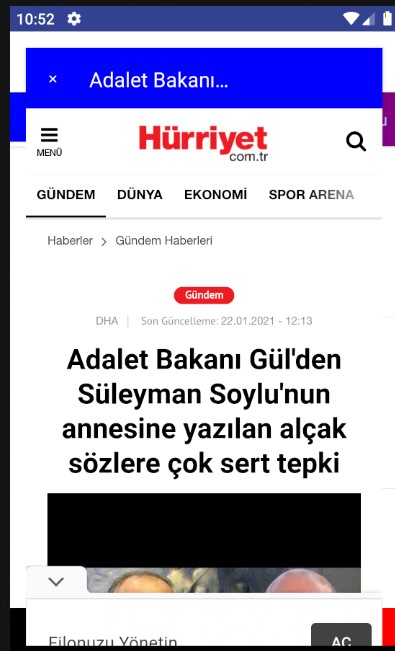 10:52
× Adalet Bakanı...
MENÜ
Hürriyet
com.tr
GÜNDEM DÜNYA EKONOMİ SPOR ARENA
Haberler > Gündem Haberleri
Gündem
DHA | Son Güncelleme: 22.01.2021 - 12:13
Adalet Bakanı Gül'den
Süleyman Soylu'nun
annesine yazılan alçak
sözlere çok sert tepki
Filonuzu Yönetin
AÇ